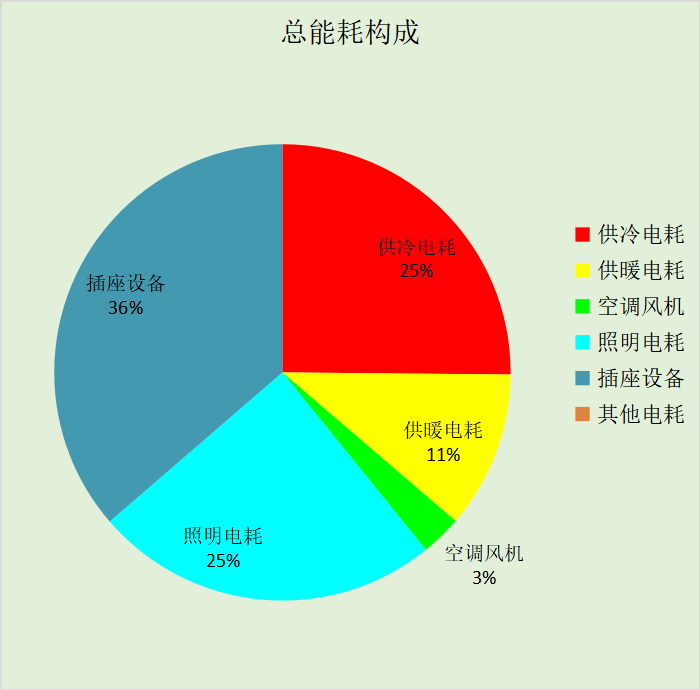 总能耗构成
供冷电耗
25%
插座设备
36%
供暖电耗
11%
照明电耗
25%
空调风机
3%
供冷电耗
供暖电耗
空调风机
照明电耗
插座设备
其他电耗